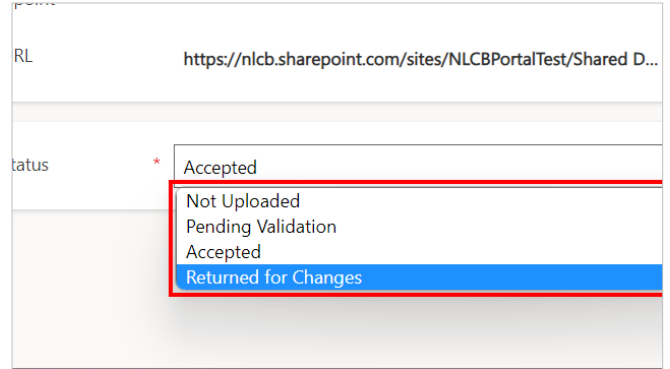 RL
https://nlcb.sharepoint.com/sites/NLCBPortalTest/Shared D...
tatus * Accepted
Not Uploaded
Pending Validation
Accepted
Returned for Changes